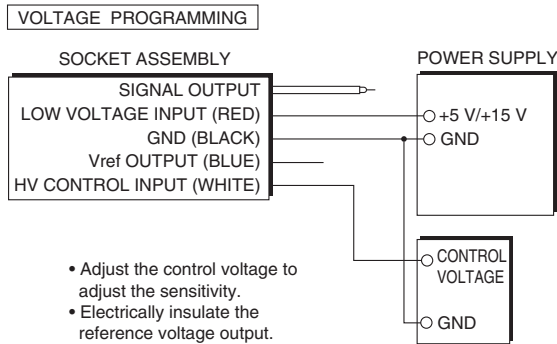 VOLTAGE PROGRAMMING
SOCKET ASSEMBLY
SIGNAL OUTPUT
LOW VOLTAGE INPUT (RED)
GND (BLACK)
Vref OUTPUT (BLUE)
HV CONTROL INPUT (WHITE)
POWER SUPPLY
+5 V/+15 V
GND
CONTROL
VOLTAGE
GND
• Adjust the control voltage to
adjust the sensitivity.
• Electrically insulate the
reference voltage output.